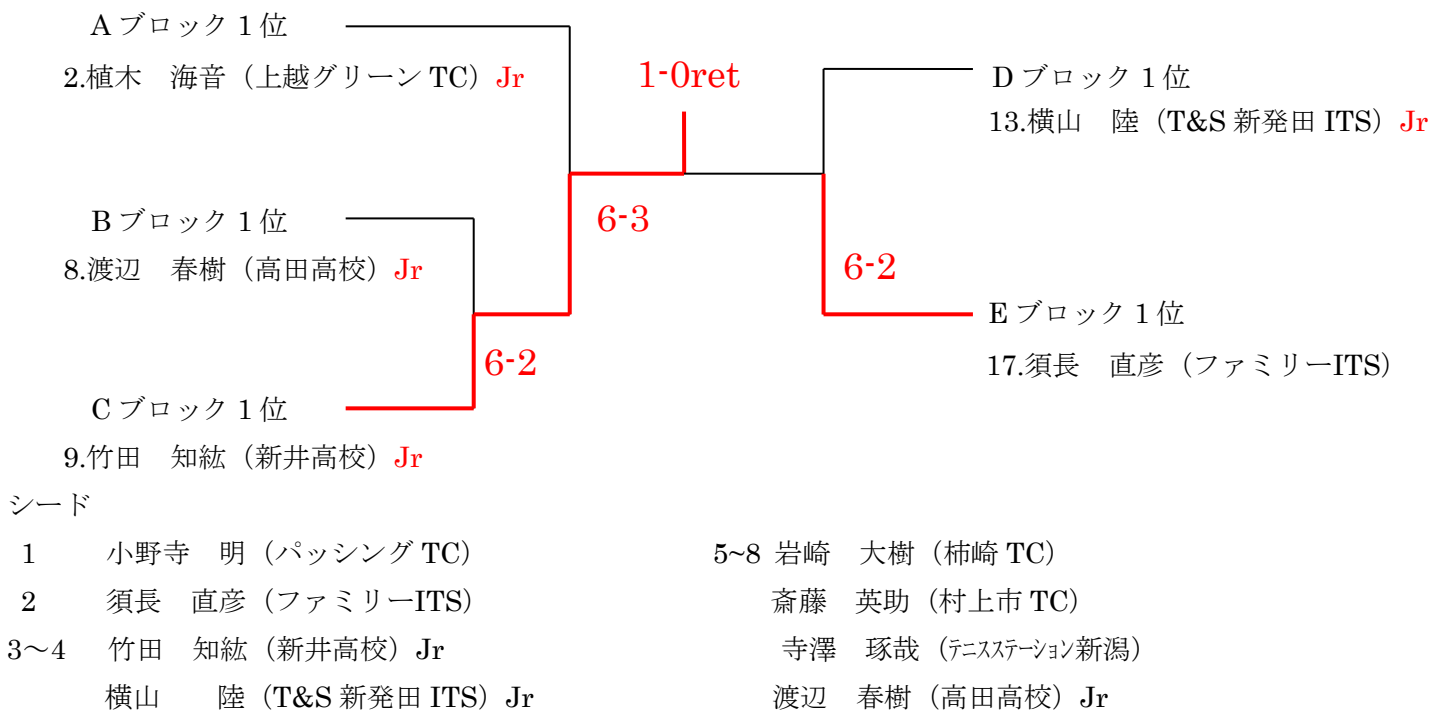 Aブロック1位
2.植木　海音（上越グリーンTC）Jr
1-0ret
Dブロック1位
13.横山　陸（T&S新発田ITS）Jr
Bブロック1位
6-3
8.渡辺　春樹（高田高校）Jr
6-2
Eブロック1位
6-2
17.須長　直彦（ファミリーITS）
Cブロック1位
9.竹田　知紘（新井高校）Jr
シード
1　小野寺　明（パッシングTC）
5~8 岩崎　大樹（柿崎TC）
2　須長　直彦（ファミリーITS）
斎藤　英助（村上市TC）
3～4　竹田　知紘（新井高校）Jr
寺澤　琢哉（ﾃﾆｽｽﾃｰｼｮﾝ新潟）
横山　　陸（T&S新発田ITS）Jr
渡辺　春樹（高田高校）Jr